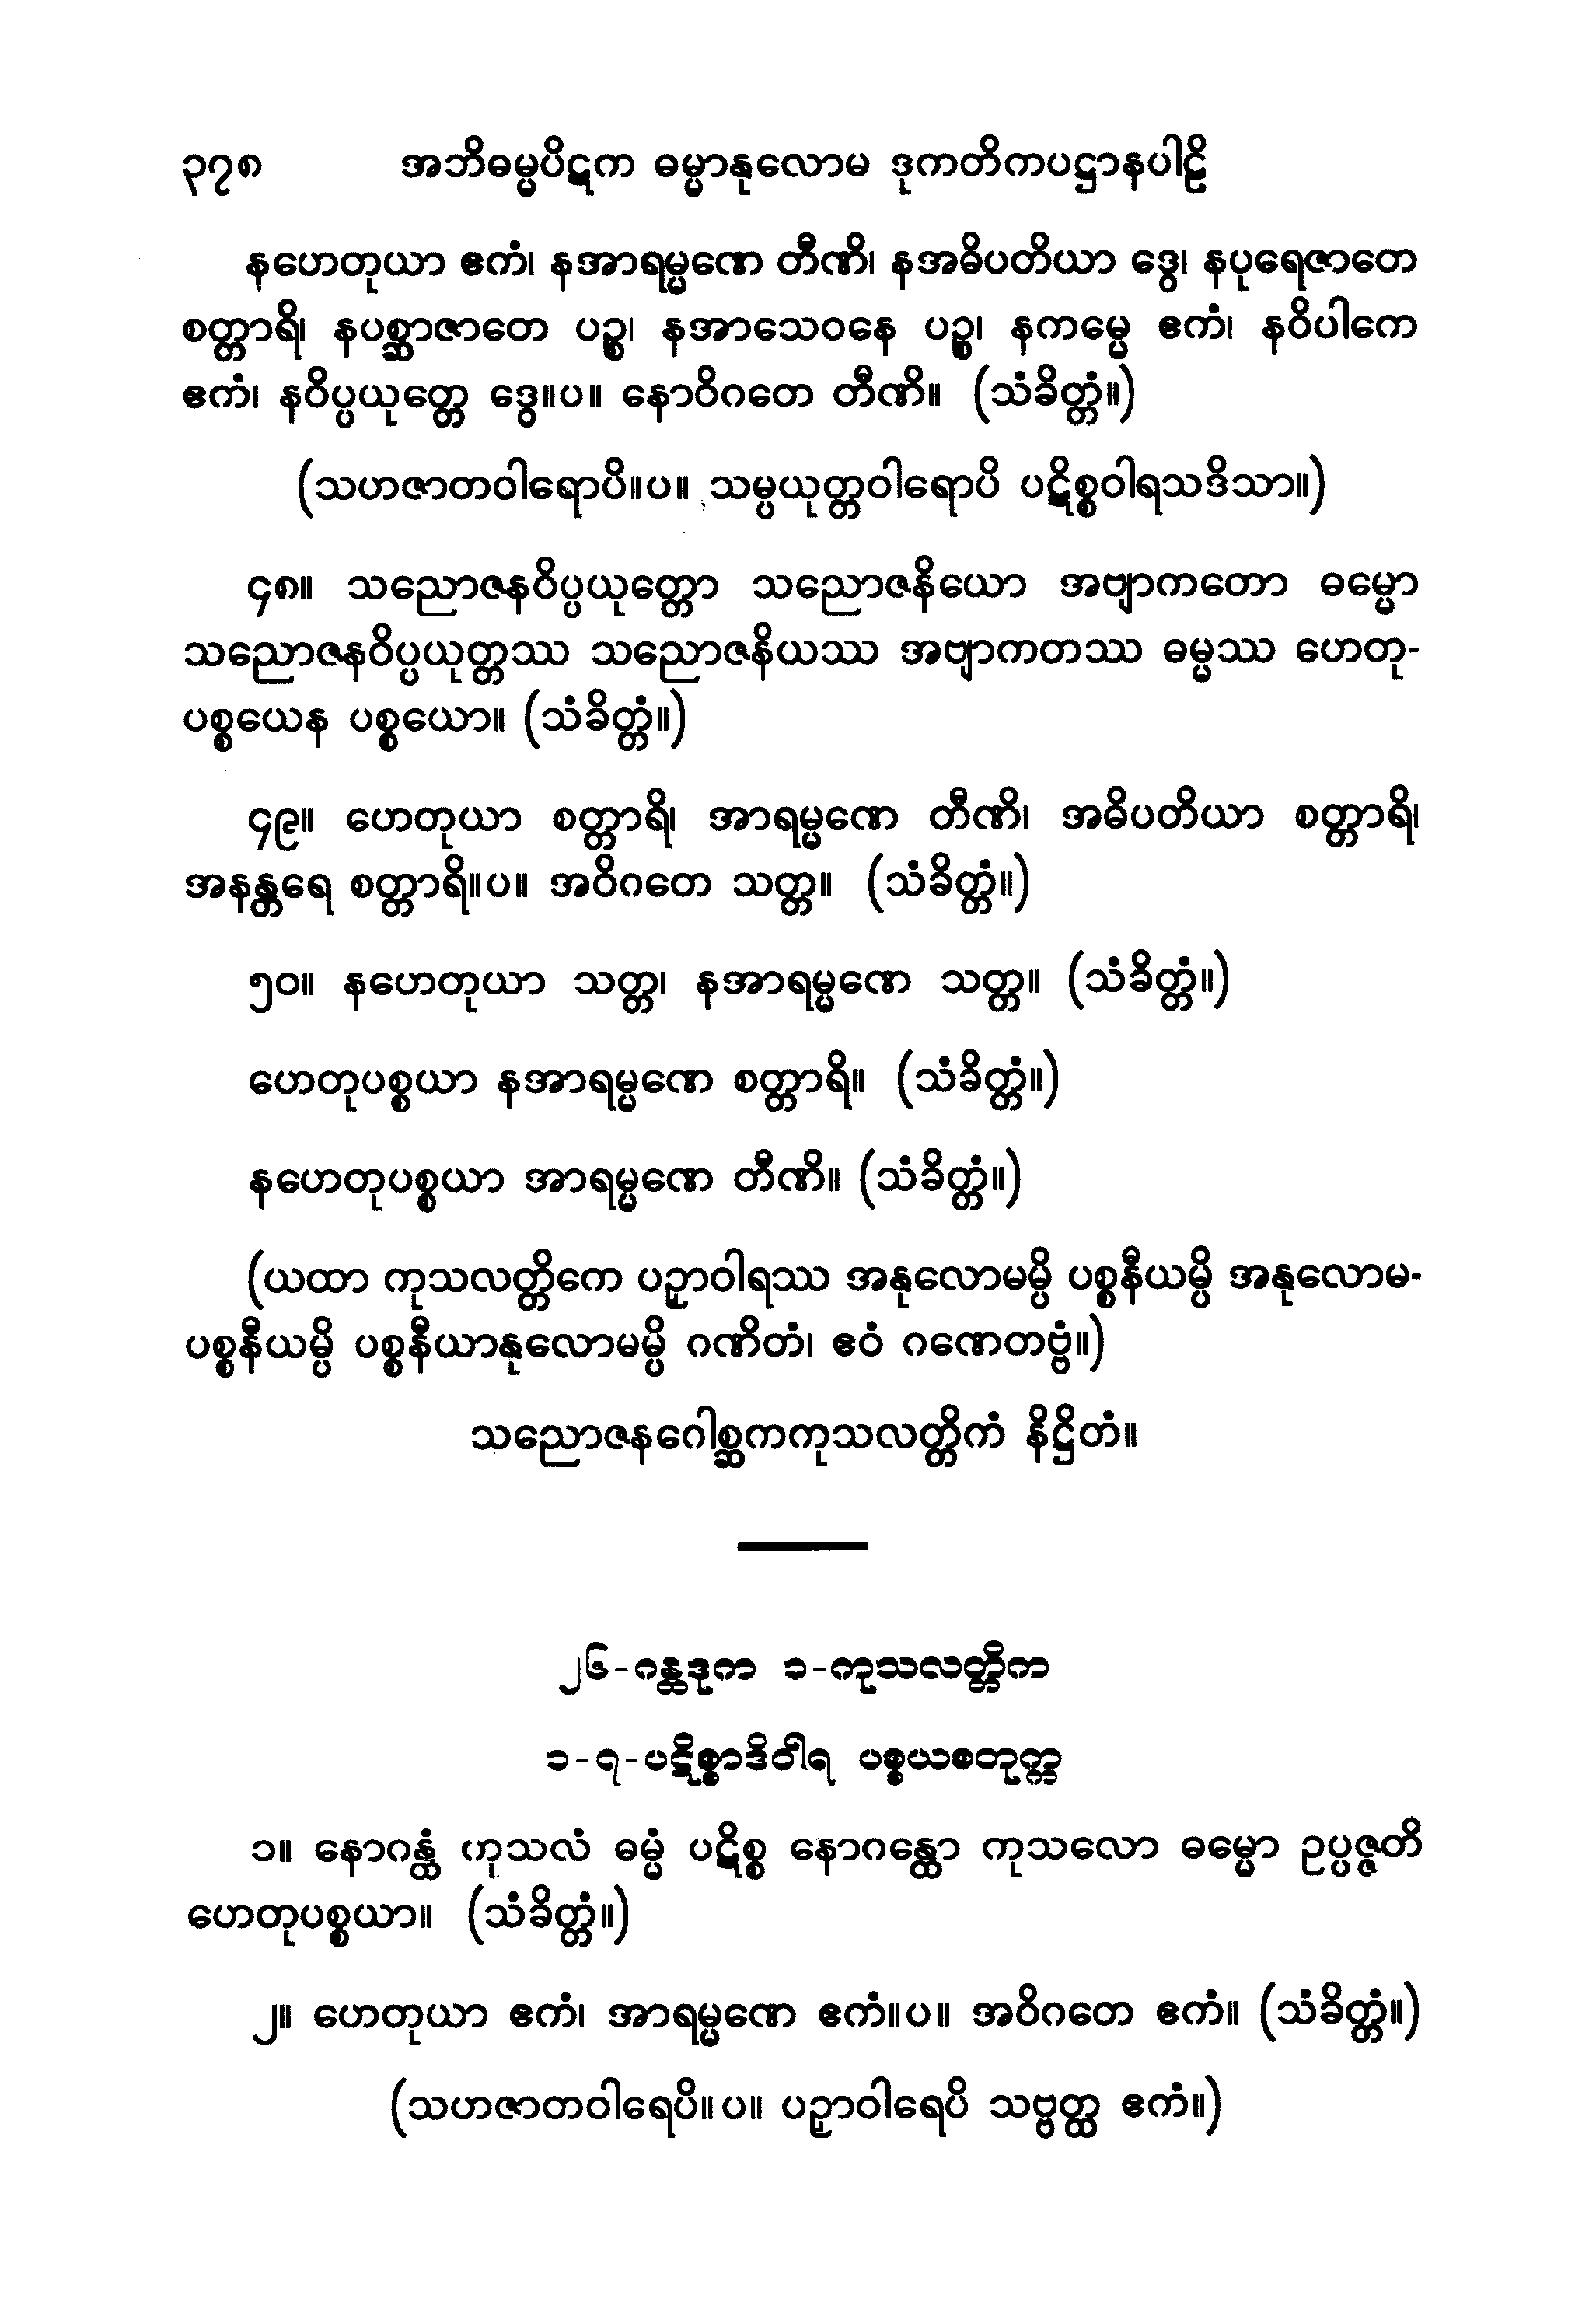 ၃၇၈ အဘိဓမ္မပိဋက ဓမ္မာနုလောမ ဒုကတိကပဋ္ဌာနပါဠိ
နဟေတုယာ ဧကံ၊ နအာရမ္မဏေ တီဏိ၊ နအဓိပတိယာ ဒွေ၊ နပုရေဇာတေ
စတ္တာရိ၊ နပစ္ဆာဇာတေ ပဉ္စ၊ နအာသေဝနေ ပဉ္စ၊ နကမ္မေ ဧကံ၊ နဝိပါကေ
ဧကံ၊ နဝိပ္ပယုတ္တေ ဒွေ။ပ။ နောဝိဂတေ တီဏိ။ (သံခိတ္တံ။)
(သဟဇာတဝါရောပိ။ပ။ သမ္ပယုတ္တဝါရောပိ ပဋိစ္စဝါရသဒိသာ။)
၄၈။ သညောဇနဝိပ္ပယုတ္တော သညောဇနိယော အဗျာကတော ဓမ္မော
သညောဇနဝိပ္ပယုတ္တဿ သညောဇနိယဿ အဗျာကတဿ ဓမ္မဿ ဟေတု-
ပစ္စယေန ပစ္စယော။ (သံခိတ္တံ။)
၄၉။ ဟေတုယာ စတ္တာရိ၊ အာရမ္မဏေ တီဏိ၊ အဓိပတိယာ စတ္တာရိ၊
အနန္တရေ စတ္တာရိ။ပ။ အဝိဂတေ သတ္တ။ (သံခိတ္တံ။)
၅၀။ နဟေတုယာ သတ္တ၊ နအာရမ္မဏေ သတ္တ။ (သံခိတ္တံ။)
ဟေတုပစ္စယာ နအာရမ္မဏေ စတ္တာရိ။ (သံခိတ္တံ။)
နဟေတုပစ္စယာ အာရမ္မဏေ တီဏိ။ (သံခိတ္တံ။)
(ယထာ ကုသလတ္တိကေ ပဉှာဝါရဿ အနုလောမမ္ပိ ပစ္စနီယမ္ပိ အနုလောမ-
ပစ္စနီယမ္ပိ ပစ္စနီယာနုလောမမ္ပိ ဂဏိတံ၊ ဧဝံ ဂဏေတဗ္ဗံ။)
သညောဇနဂေါစ္ဆကကုသလတ္တိကံ နိဋ္ဌိတံ။
၂၆-ဂန္ထဒုက ၁-ကုသလတ္တိက
၁-၇-ပဋိစ္စာဒိဝါရ ပစ္စယစတုက္က
၁။ နောဂန္ထံ ကုသလံ ဓမ္မံ ပဋိစ္စ နောဂန္ထော ကုသလော ဓမ္မော ဥပ္ပဇ္ဇတိ
ဟေတုပစ္စယာ။ (သံခိတ္တံ။)
၂။ ဟေတုယာ ဧကံ၊ အာရမ္မဏေ ဧကံ။ပ။ အဝိဂတေ ဧကံ။ (သံခိတ္တံ။)
(သဟဇာတဝါရေပိ။ပ။ ပဉှာဝါရေပိ သဗ္ဗတ္ထ ဧကံ။)